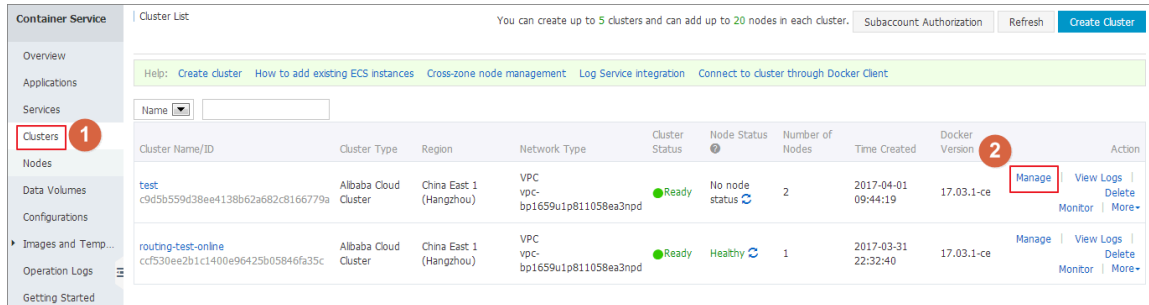 Container Service
Overview
Applications
Services
Clusters
1
Nodes
Data Volumes
Configurations
Images and Temp...
Operation Logs
Getting Started
Cluster List
You can create up to 5 clusters and can add up to 20 nodes in each cluster.
Subaccount Authorization
Refresh
Create Cluster
Help: Create cluster How to add existing ECS instances Cross-zone node management Log Service integration Connect to cluster through Docker Client
Name
Cluster Name/ID
Cluster Type
Region
Network Type
Cluster
Status
Node Status
?
Number of
Nodes
Time Created
Docker
Version
2
Action
test
c9d5b559d38ee4138b62a682c8166779a
Alibaba Cloud
Cluster
China East 1
(Hangzhou)
VPC
vpc-
bp1659u1p811058ea3npd
Ready
No node
status
2
2017-04-01
09:44:19
17.03.1-ce
Manage | View Logs |
Delete
Monitor | More
routing-test-online
ccf530ee2b1c1400e96425b05846fa35c
Alibaba Cloud
Cluster
China East 1
(Hangzhou)
VPC
vpc-
bp1659u1p811058ea3npd
Ready
Healthy
1
2017-03-31
22:32:40
17.03.1-ce
Manage | View Logs |
Delete
Monitor | More